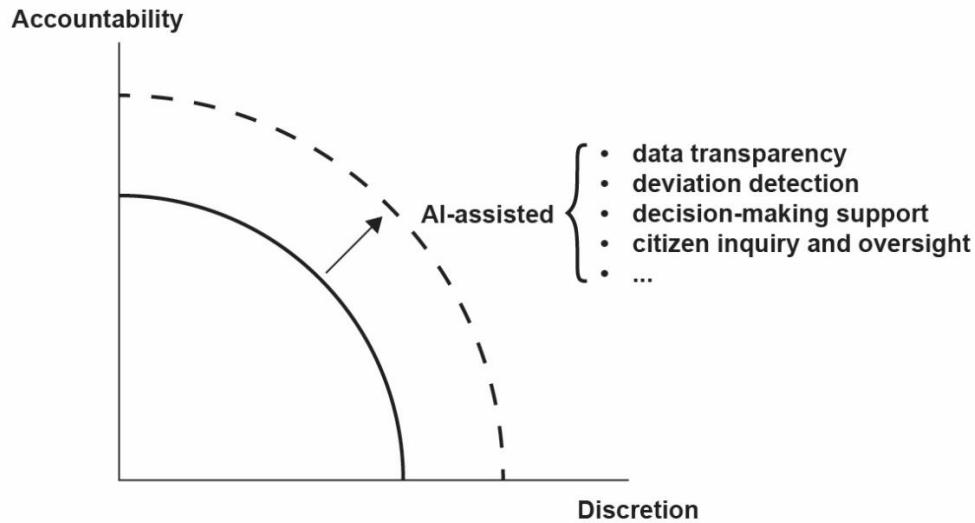 Accountability
AI-assisted
• data transparency
• deviation detection
• decision-making support
• citizen inquiry and oversight
• ...
Discretion